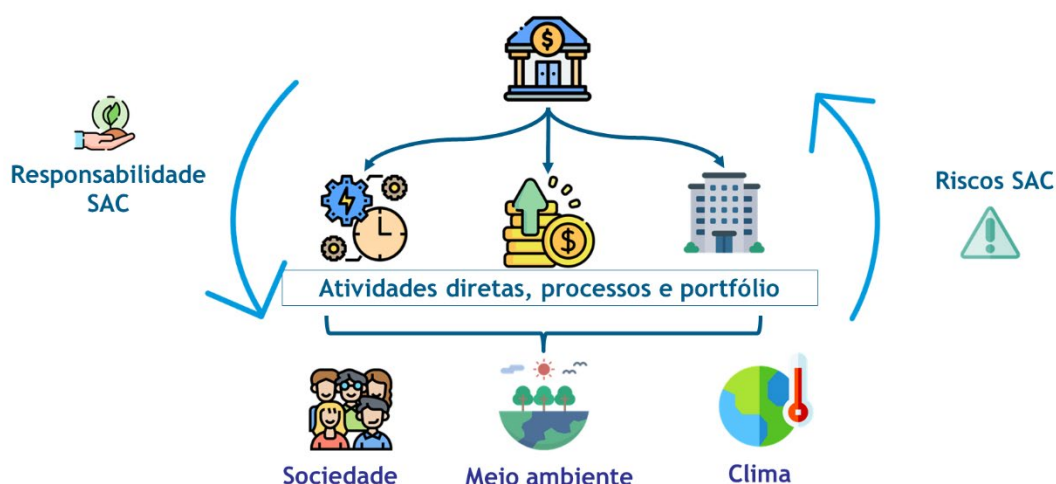 Responsabilidade
SAC
Riscos SAC
Atividades diretas, processos e portfólio
Sociedade
Meio ambiente
Clima